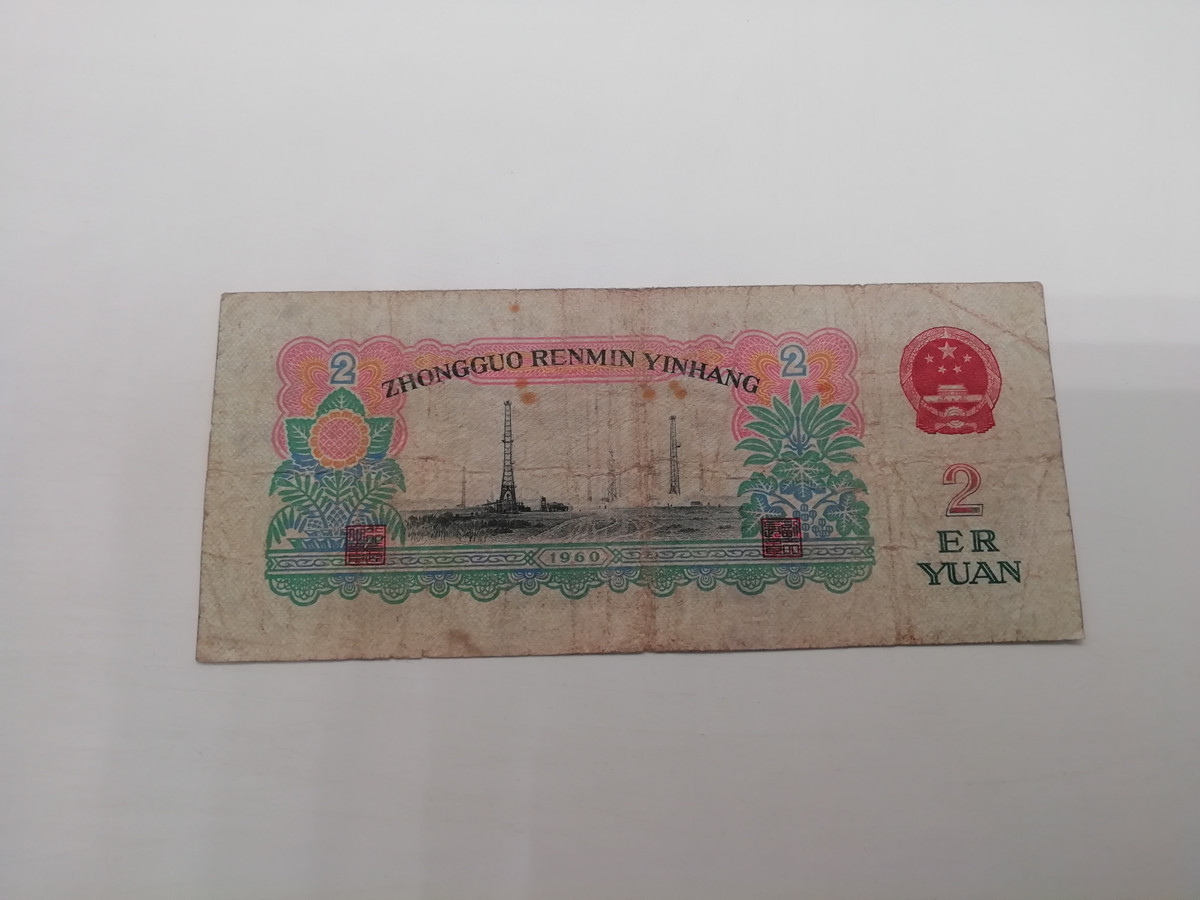 2
ZHONGGUO RENMIN YINHANG
2
1960
2
ER
YUAN